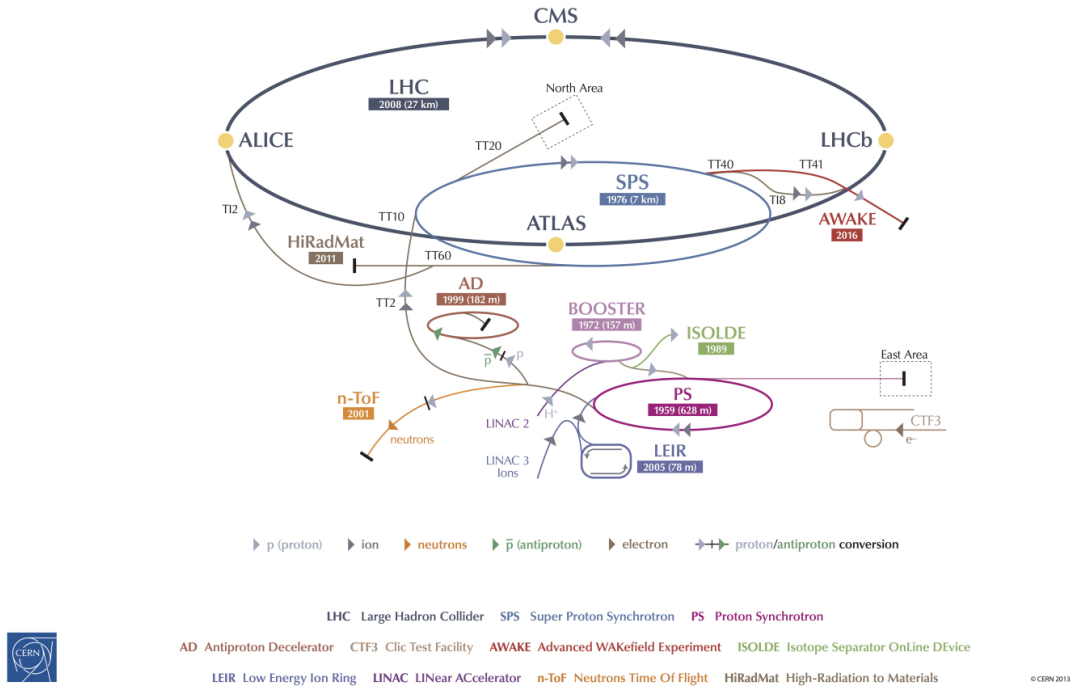 CMS
LHC
2008 (27 km)
North Area
ALICE
LHCb
TT20
TT40
TT41
SPS
1976 (7 km)
TI8
TI2
TT10
ATLAS
AWAKE
2016
HiRadMat
2011
TT60
AD
1999 (182 m)
TT2
BOOSTER
1972 (157 m)
ISOLDE
1989
p
p̅
East Area
n-ToF
2001
PS
1959 (628 m)
H⁺
LINAC 2
neutrons
CTF3
e–
LEIR
2005 (78 m)
LINAC 3
Ions
p (proton) ion neutrons p̅ (antiproton) electron proton/antiproton conversion
LHC Large Hadron Collider SPS Super Proton Synchrotron PS Proton Synchrotron
AD Antiproton Decelerator CTF3 Clic Test Facility AWAKE Advanced WAKefield Experiment ISOLDE Isotope Separator OnLine DEvice
LEIR Low Energy Ion Ring LINAC LINear ACcelerator n-ToF Neutrons Time Of Flight HiRadMat High-Radiation to Materials
CERN
© CERN 2013